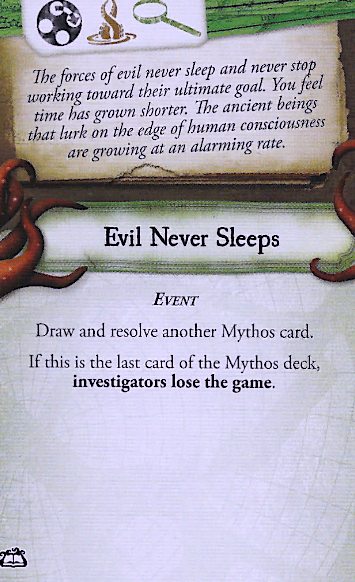 The forces of evil never sleep and never stop
working toward their ultimate goal. You feel
time has grown shorter. The ancient beings
that lurk on the edge of human consciousness
are growing at an alarming rate.
Evil Never Sleeps
EVENT
Draw and resolve another Mythos card.
If this is the last card of the Mythos deck,
investigators lose the game.